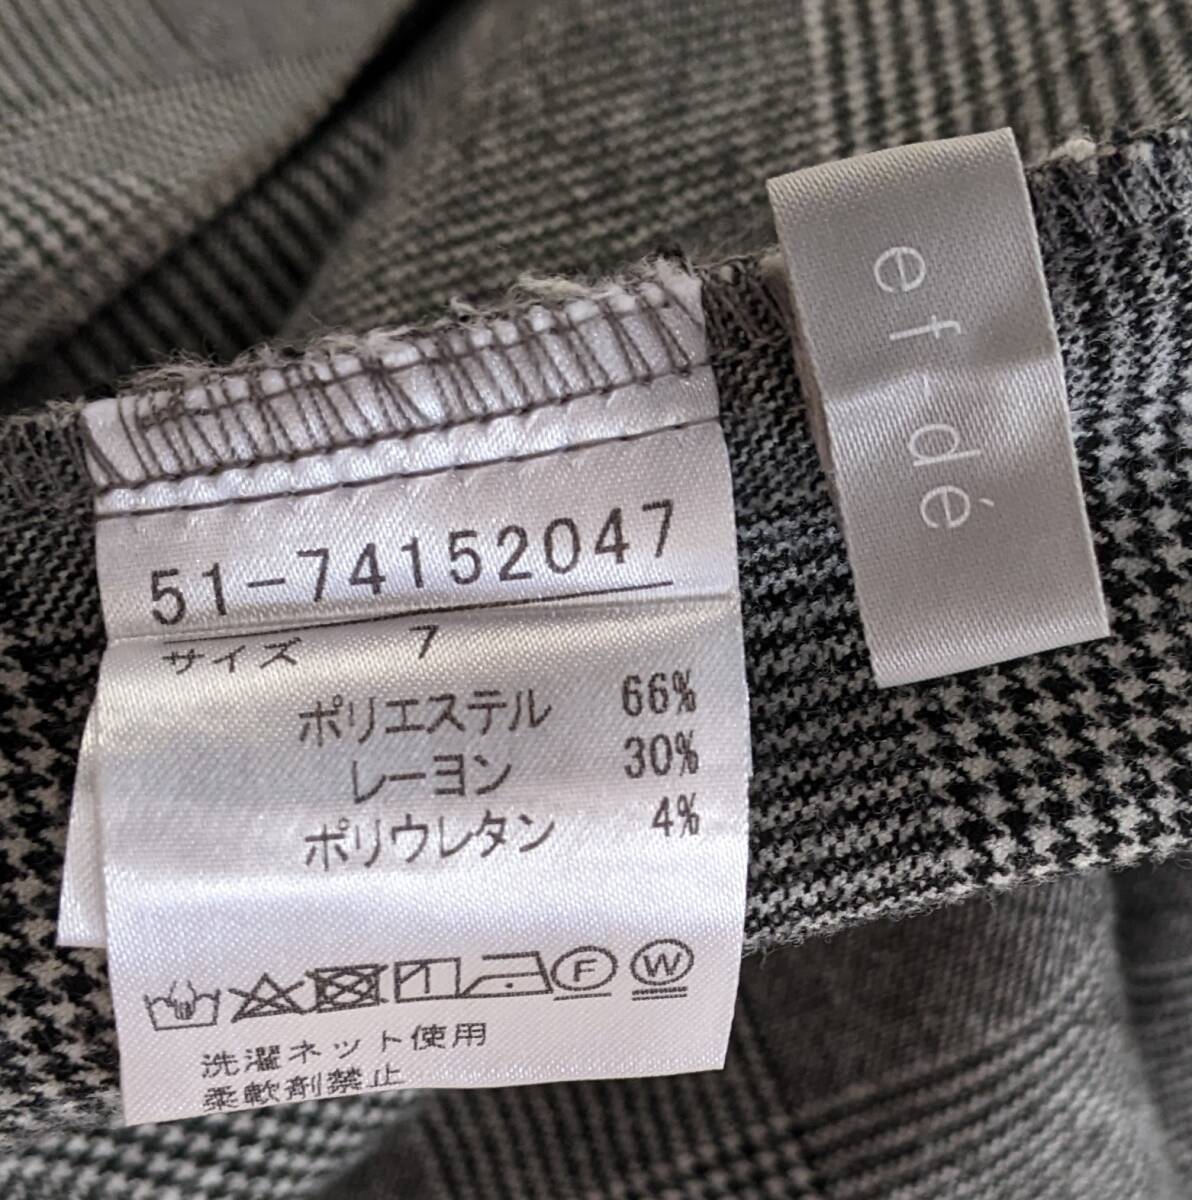 51-74152047
サイズ 7
ポリエステル 66%
レーヨン 30%
ポリウレタン 4%
F W
洗濯ネット使用
柔軟剤禁止
ef-dé